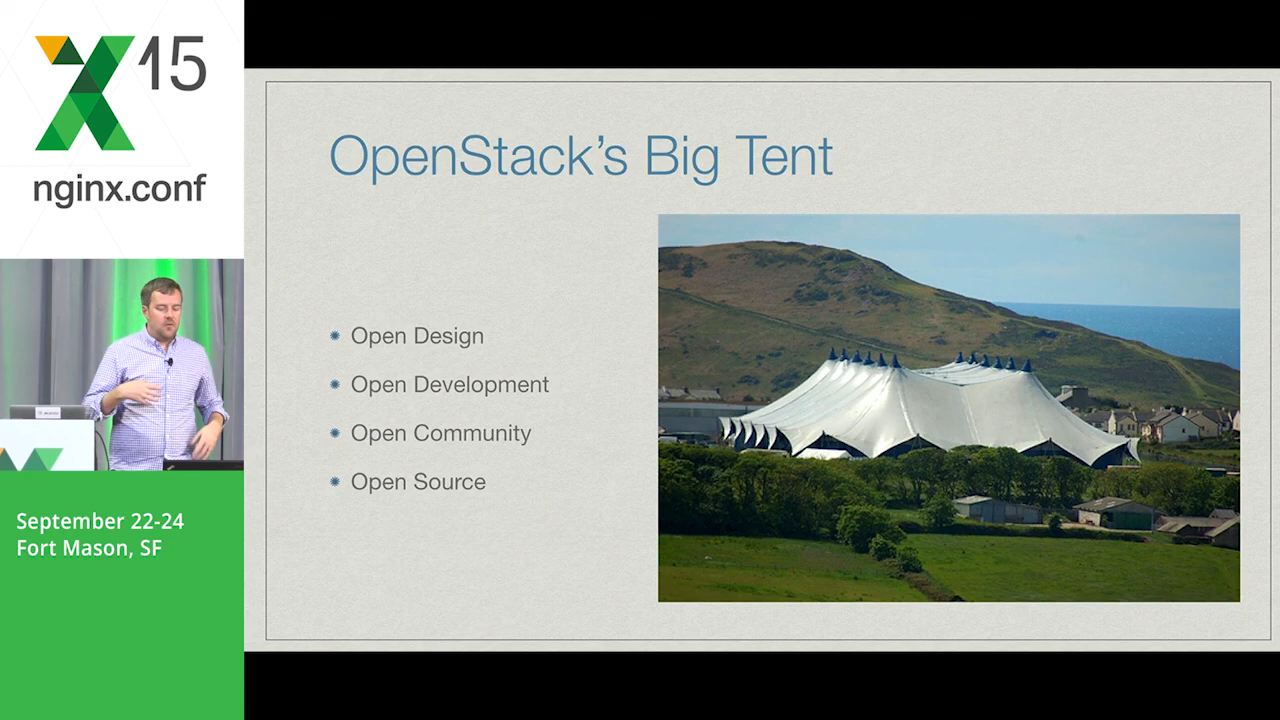 15
nginx.conf
September 22-24
Fort Mason, SF
OpenStack’s Big Tent
Open Design
Open Development
Open Community
Open Source